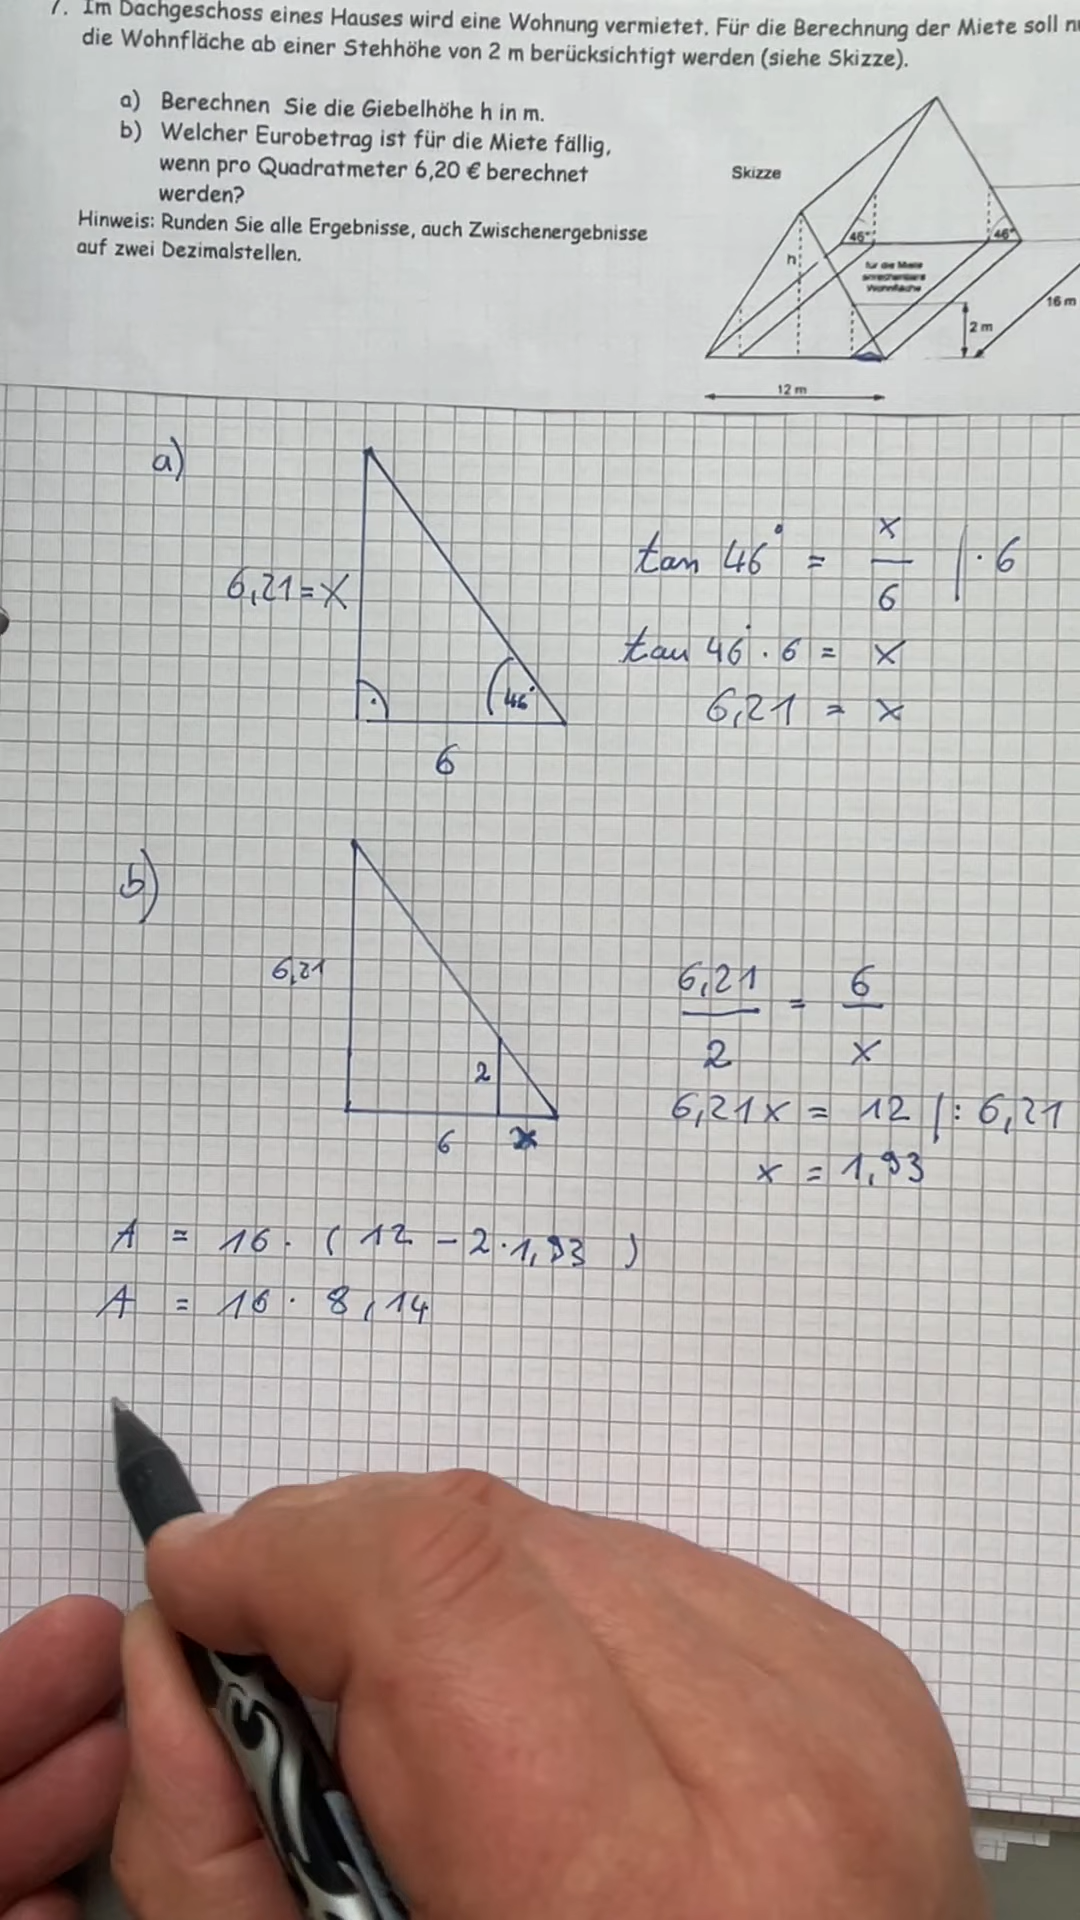 7. Im Dachgeschoss eines Hauses wird eine Wohnung vermietet. Für die Berechnung der Miete soll
die Wohnfläche ab einer Stehhöhe von 2 m berücksichtigt werden (siehe Skizze).
a) Berechnen Sie die Giebelhöhe h in m.
b) Welcher Eurobetrag ist für die Miete fällig,
wenn pro Quadratmeter 6,20 € berechnet
werden?
Hinweis: Runden Sie alle Ergebnisse, auch Zwischenergebnisse
auf zwei Dezimalstellen.
Skizze
46°
46°
h
für die Miete
anrechenbare
Wohnfläche
16 m
2 m
12 m
a)
6,21 = x
46°
6
tan 46° = x/6 | · 6
tan 46° · 6 = x
6,21 = x
b)
6,21
2
6 x
6,21/2 = 6/x
6,21x = 12 | : 6,21
x = 1,93
A = 16 · (12 - 2 · 1,93)
A = 16 · 8,14